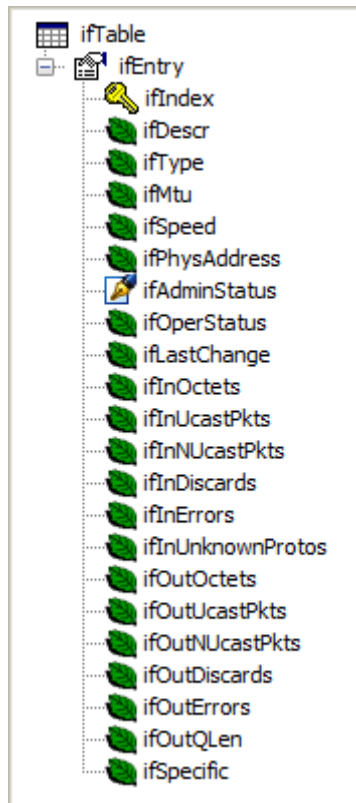 ifTable
ifEntry
ifIndex
ifDescr
ifType
ifMtu
ifSpeed
ifPhysAddress
ifAdminStatus
ifOperStatus
ifLastChange
ifInOctets
ifInUcastPkts
ifInNUcastPkts
ifInDiscards
ifInErrors
ifInUnknownProtos
ifOutOctets
ifOutUcastPkts
ifOutNUcastPkts
ifOutDiscards
ifOutErrors
ifOutQLen
ifSpecific